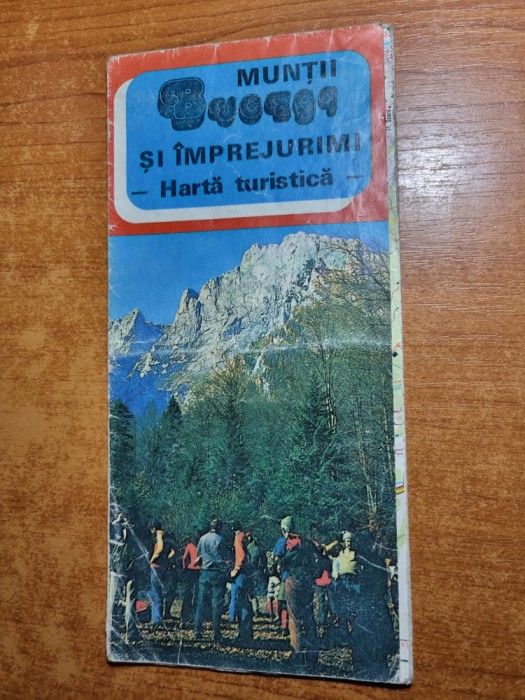 MUNȚII
Bucegi
ȘI ÎMPREJURIMI
- Hartă turistică -